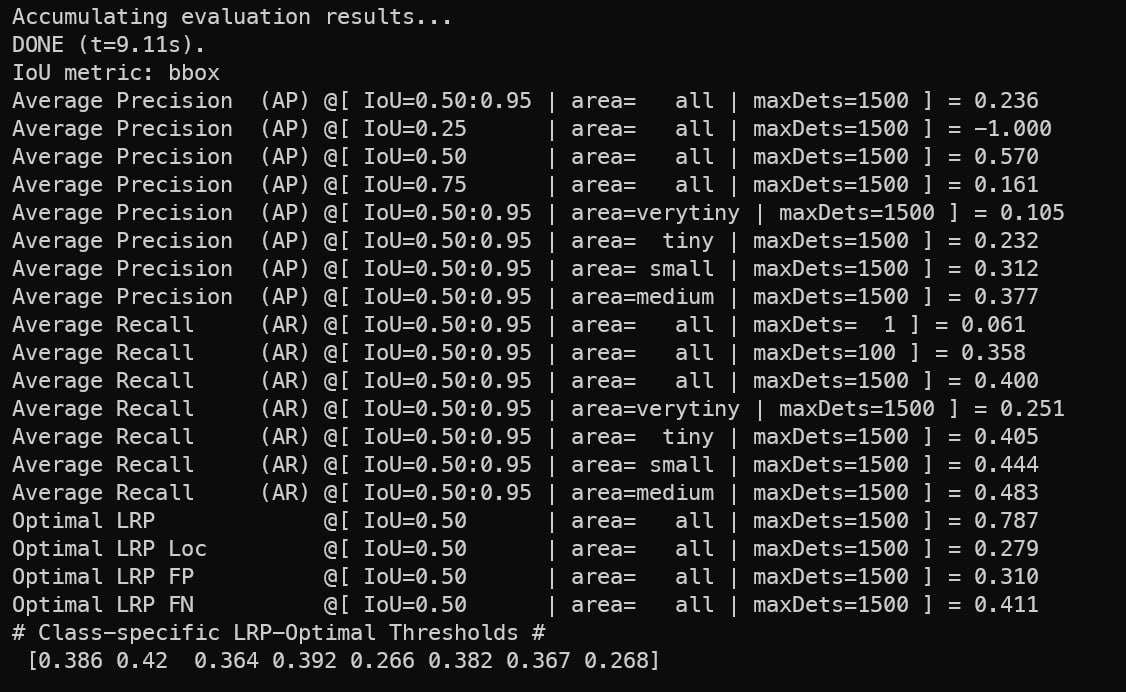 Accumulating evaluation results...
DONE (t=9.11s).
IoU metric: bbox
Average Precision  (AP) @[ IoU=0.50:0.95 | area=   all | maxDets=1500 ] = 0.236
Average Precision  (AP) @[ IoU=0.25      | area=   all | maxDets=1500 ] = −1.000
Average Precision  (AP) @[ IoU=0.50      | area=   all | maxDets=1500 ] = 0.570
Average Precision  (AP) @[ IoU=0.75      | area=   all | maxDets=1500 ] = 0.161
Average Precision  (AP) @[ IoU=0.50:0.95 | area=verytiny | maxDets=1500 ] = 0.105
Average Precision  (AP) @[ IoU=0.50:0.95 | area=  tiny | maxDets=1500 ] = 0.232
Average Precision  (AP) @[ IoU=0.50:0.95 | area= small | maxDets=1500 ] = 0.312
Average Precision  (AP) @[ IoU=0.50:0.95 | area=medium | maxDets=1500 ] = 0.377
Average Recall     (AR) @[ IoU=0.50:0.95 | area=   all | maxDets=  1 ] = 0.061
Average Recall     (AR) @[ IoU=0.50:0.95 | area=   all | maxDets=100 ] = 0.358
Average Recall     (AR) @[ IoU=0.50:0.95 | area=   all | maxDets=1500 ] = 0.400
Average Recall     (AR) @[ IoU=0.50:0.95 | area=verytiny | maxDets=1500 ] = 0.251
Average Recall     (AR) @[ IoU=0.50:0.95 | area=  tiny | maxDets=1500 ] = 0.405
Average Recall     (AR) @[ IoU=0.50:0.95 | area= small | maxDets=1500 ] = 0.444
Average Recall     (AR) @[ IoU=0.50:0.95 | area=medium | maxDets=1500 ] = 0.483
Optimal LRP             @[ IoU=0.50      | area=   all | maxDets=1500 ] = 0.787
Optimal LRP Loc         @[ IoU=0.50      | area=   all | maxDets=1500 ] = 0.279
Optimal LRP FP          @[ IoU=0.50      | area=   all | maxDets=1500 ] = 0.310
Optimal LRP FN          @[ IoU=0.50      | area=   all | maxDets=1500 ] = 0.411
# Class−specific LRP−Optimal Thresholds #
 [0.386 0.42  0.364 0.392 0.266 0.382 0.367 0.268]